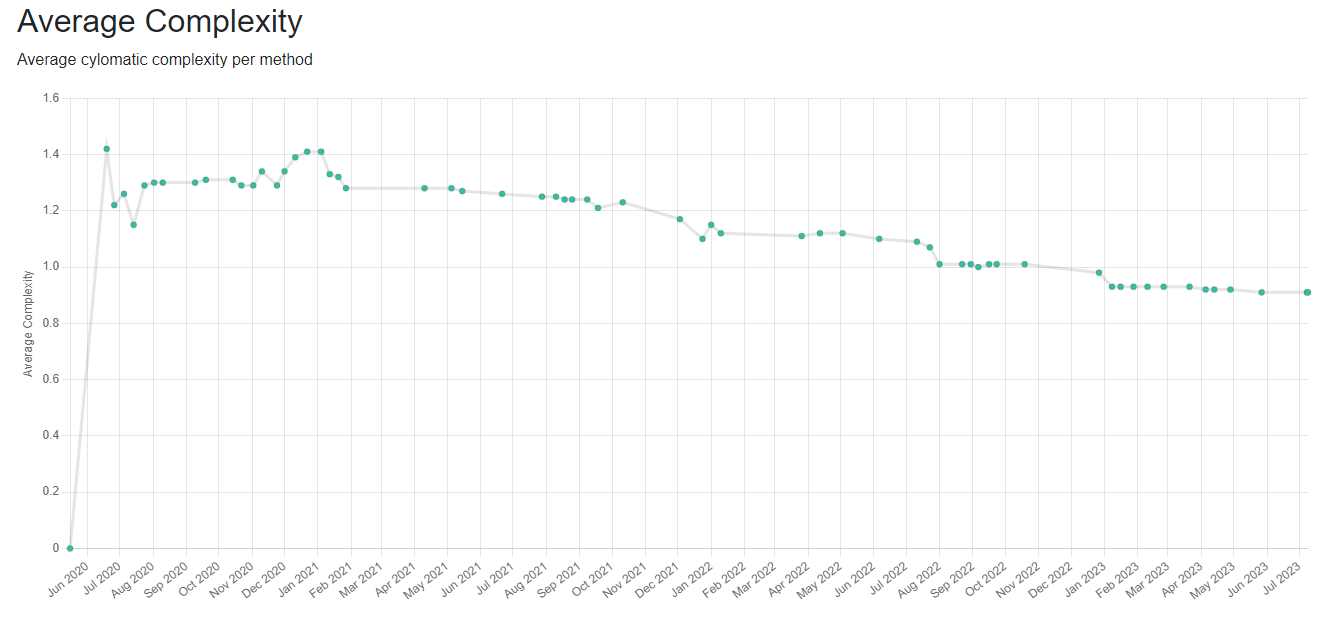 Average Complexity
Average cylomatic complexity per method
1.6
1.4
1.2
1.0
0.8
0.6
0.4
0.2
0
Average Complexity
Jun 2020
Jul 2020
Aug 2020
Sep 2020
Oct 2020
Nov 2020
Dec 2020
Jan 2021
Feb 2021
Mar 2021
Apr 2021
May 2021
Jun 2021
Jul 2021
Aug 2021
Sep 2021
Oct 2021
Nov 2021
Dec 2021
Jan 2022
Feb 2022
Mar 2022
Apr 2022
May 2022
Jun 2022
Jul 2022
Aug 2022
Sep 2022
Oct 2022
Nov 2022
Dec 2022
Jan 2023
Feb 2023
Mar 2023
Apr 2023
May 2023
Jun 2023
Jul 2023